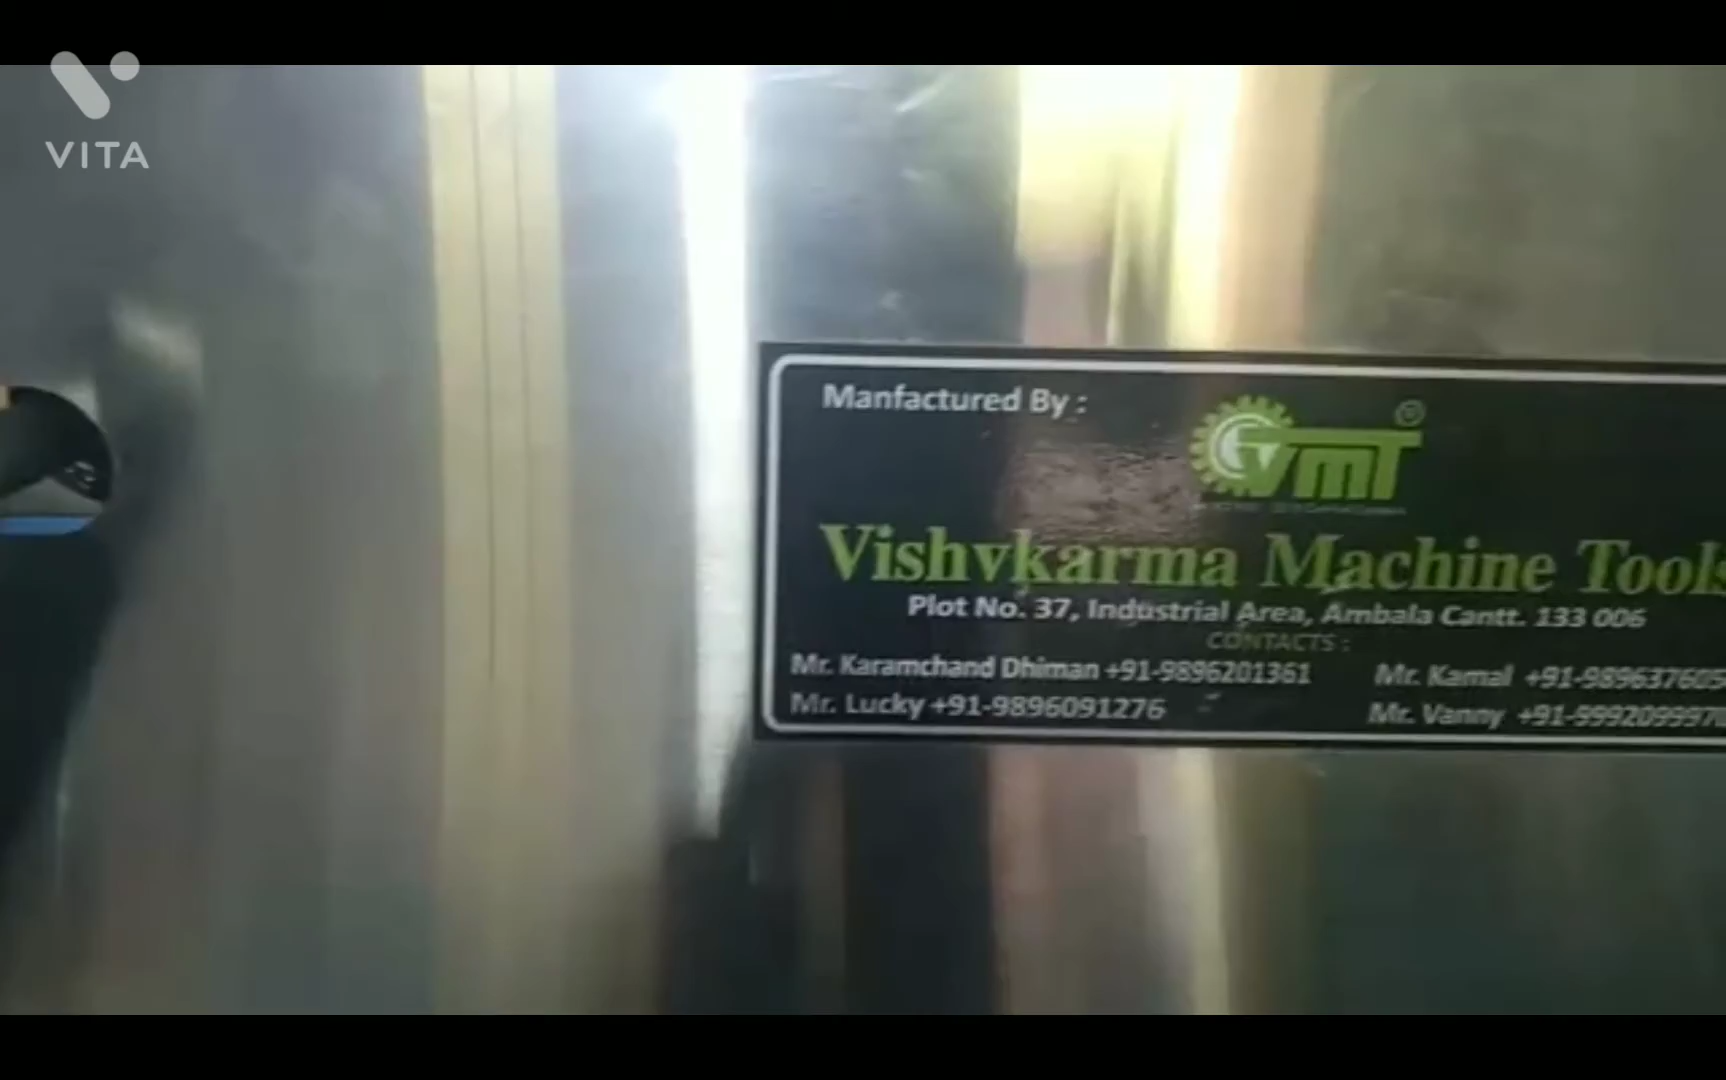 VITA
Manfactured By :
VMT
Vishvkarma Machine Tools
Plot No. 37, Industrial Area, Ambala Cantt. 133 006
CONTACTS :
Mr. Karamchand Dhiman +91-9896201361 Mr. Kamal
Mr. Lucky +91-9896091276 Mr. Vanny